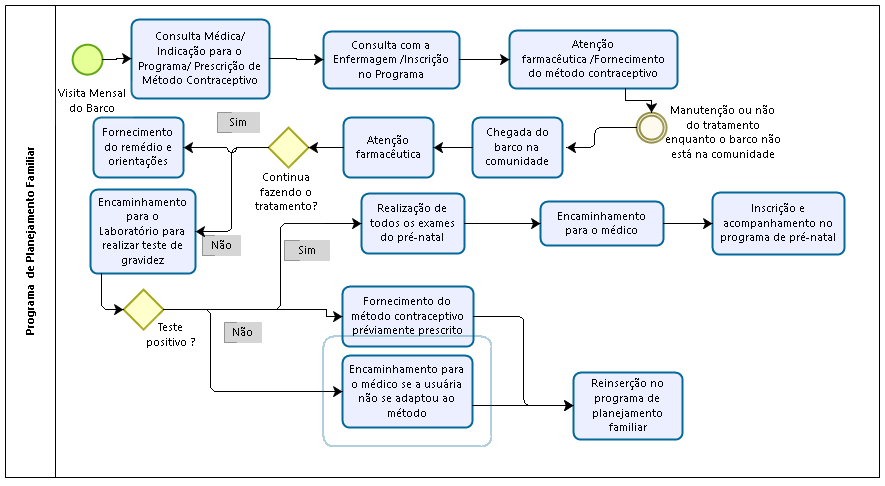 Programa de Planejamento Familiar
Visita Mensal
do Barco
Consulta Médica/
Indicação para o
Programa/ Prescrição de
Método Contraceptivo
Consulta com a
Enfermagem /Inscrição
no Programa
Atenção
farmacêutica /Fornecimento
do método contraceptivo
Manutenção ou não
do tratamento
enquanto o barco não
está na comunidade
Chegada do
barco na
comunidade
Atenção
farmacêutica
Continua
fazendo o
tratamento?
Sim
Fornecimento
do remédio e
orientações
Não
Encaminhamento
para o
Laboratório para
realizar teste de
gravidez
Teste
positivo ?
Sim
Realização de
todos os exames
do pré-natal
Encaminhamento
para o médico
Inscrição e
acompanhamento no
programa de pré-natal
Não
Fornecimento do
método contraceptivo
préviamente prescrito
Encaminhamento para
o médico se a usuária
não se adaptou ao
método
Reinserção no
programa de
planejamento
familiar